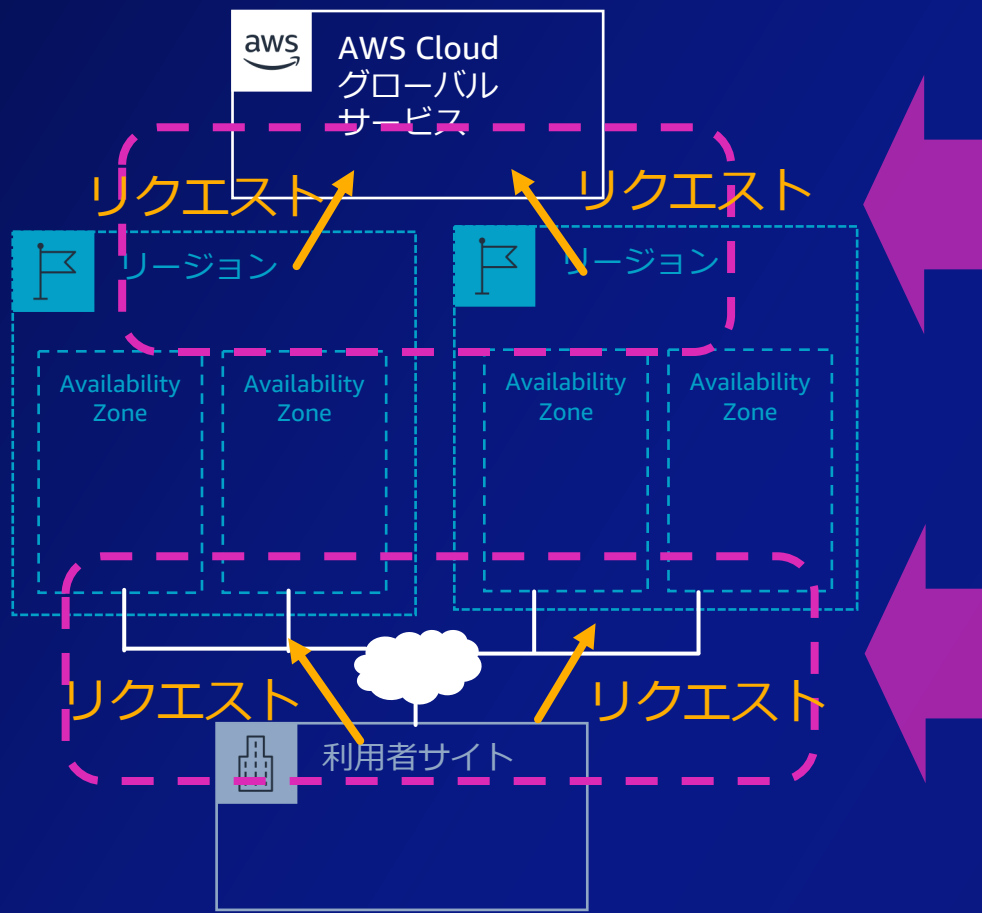 aws
AWS Cloud
グローバル
サービス
リクエスト
リクエスト
リージョン
リージョン
Availability
Zone
Availability
Zone
Availability
Zone
Availability
Zone
リクエスト
リクエスト
利用者サイト